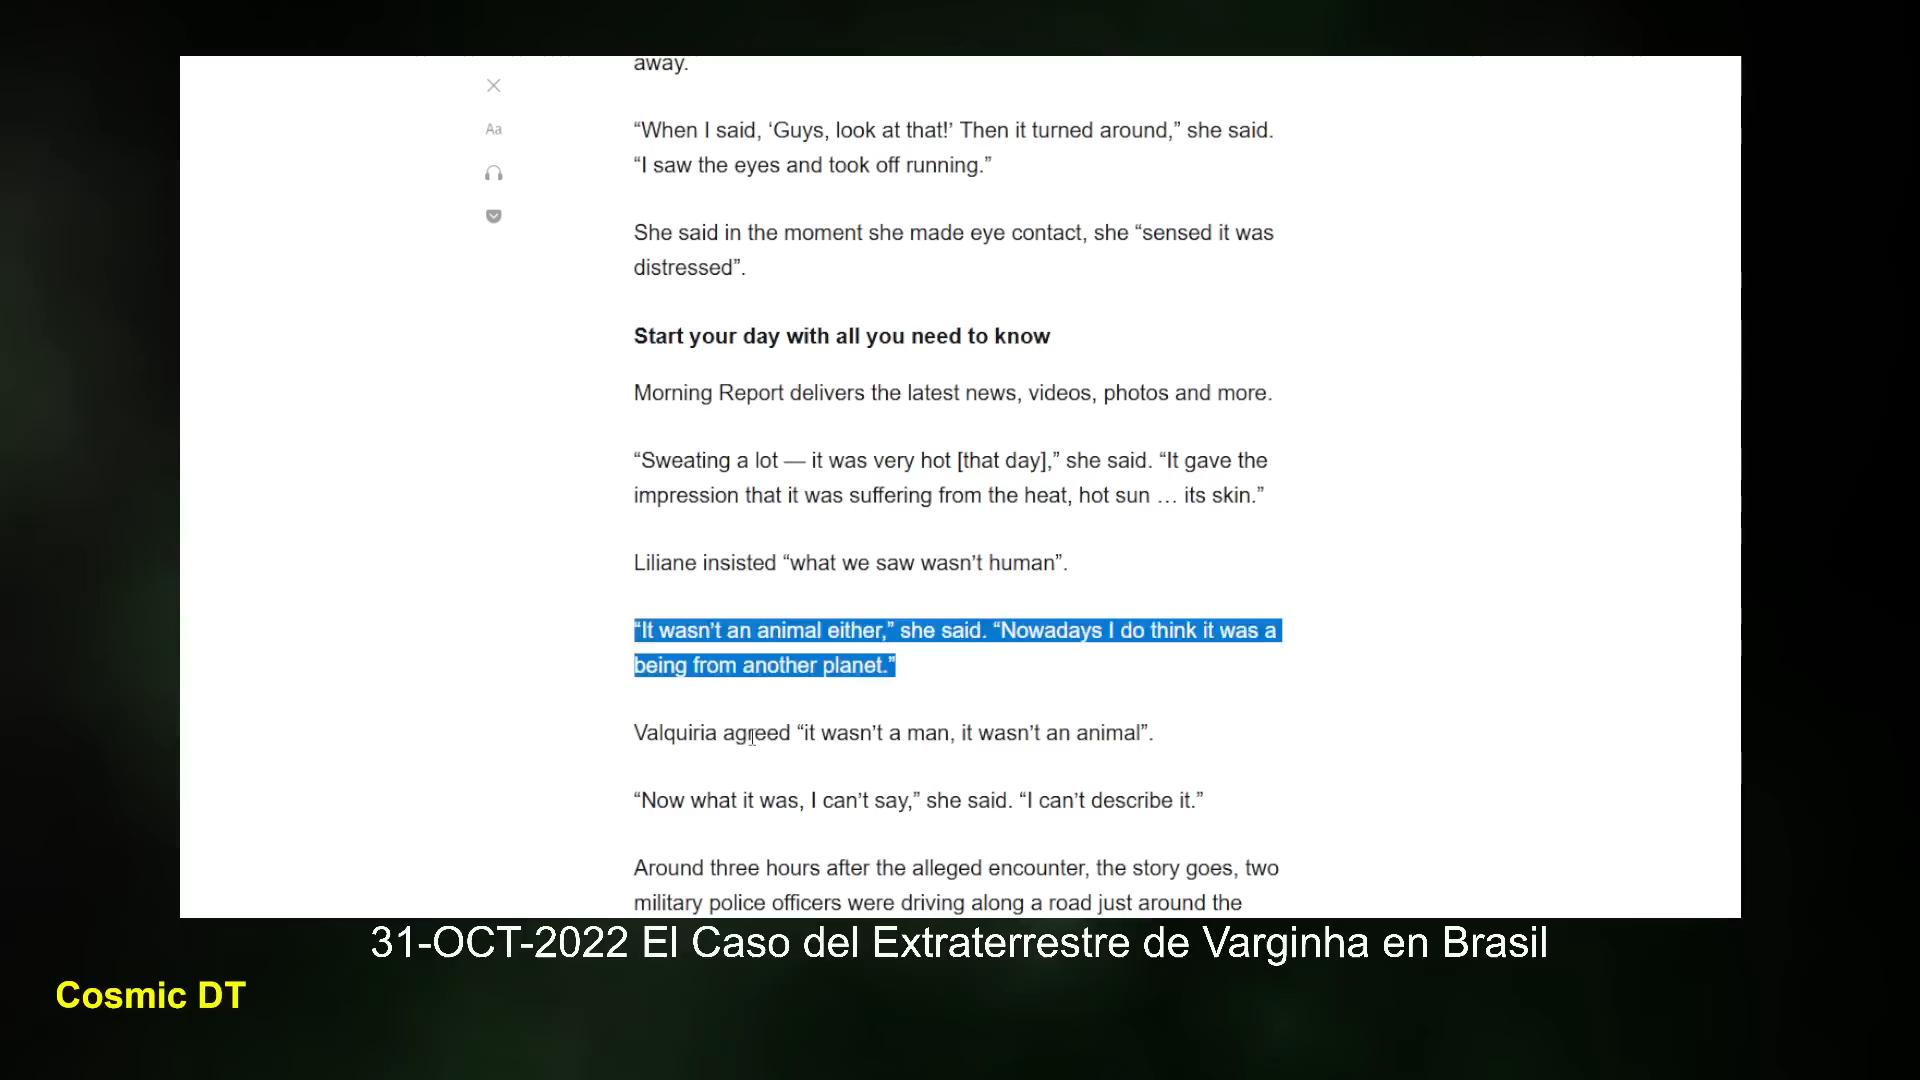 away.
Aa
“When I said, ‘Guys, look at that!’ Then it turned around,” she said.
“I saw the eyes and took off running.”
She said in the moment she made eye contact, she “sensed it was
distressed”.
Start your day with all you need to know
Morning Report delivers the latest news, videos, photos and more.
“Sweating a lot — it was very hot [that day],” she said. “It gave the
impression that it was suffering from the heat, hot sun … its skin.”
Liliane insisted “what we saw wasn’t human”.
“It wasn’t an animal either,” she said. “Nowadays I do think it was a
being from another planet.”
Valquiria agreed “it wasn’t a man, it wasn’t an animal”.
“Now what it was, I can’t say,” she said. “I can’t describe it.”
Around three hours after the alleged encounter, the story goes, two
military police officers were driving along a road just around the
31-OCT-2022 El Caso del Extraterrestre de Varginha en Brasil
Cosmic DT